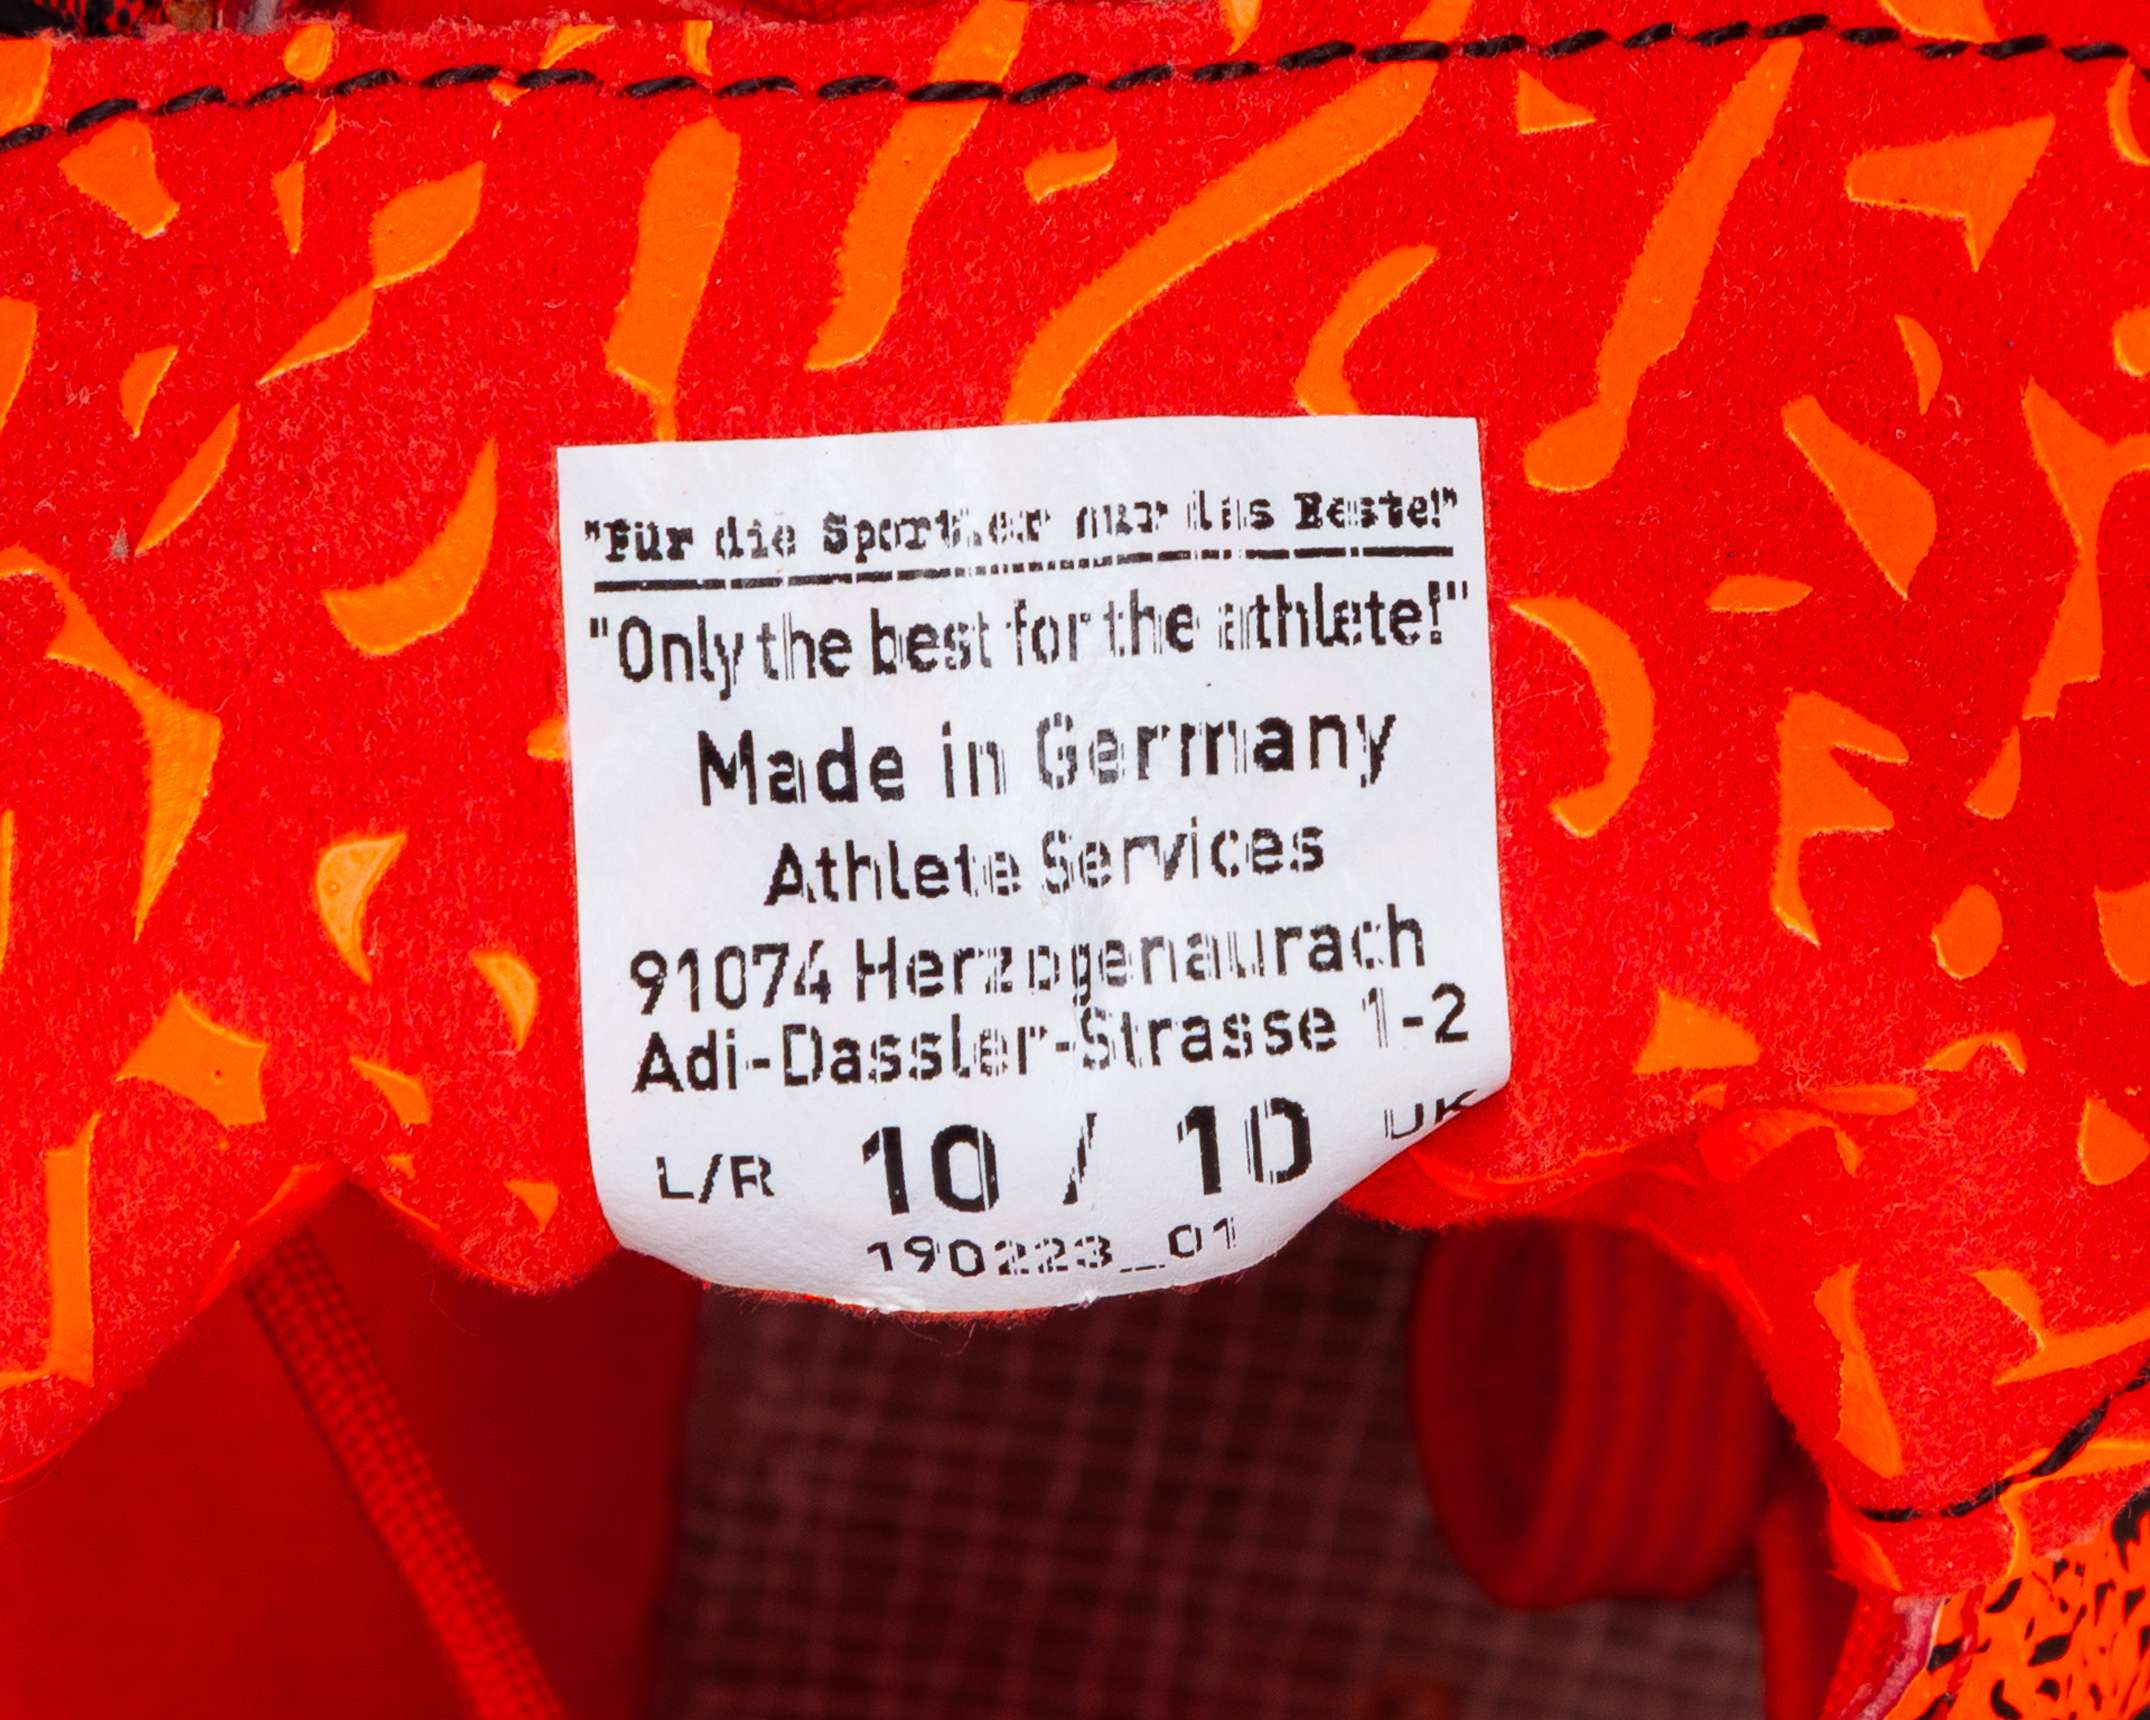 "Für die Sportler nur das Beste!"
"Only the best for the athlete!"
Made in Germany
Athlete Services
91074 Herzogenaurach
Adi-Dassler-Strasse 1-2
L/R 10 / 10 UK
190223_01